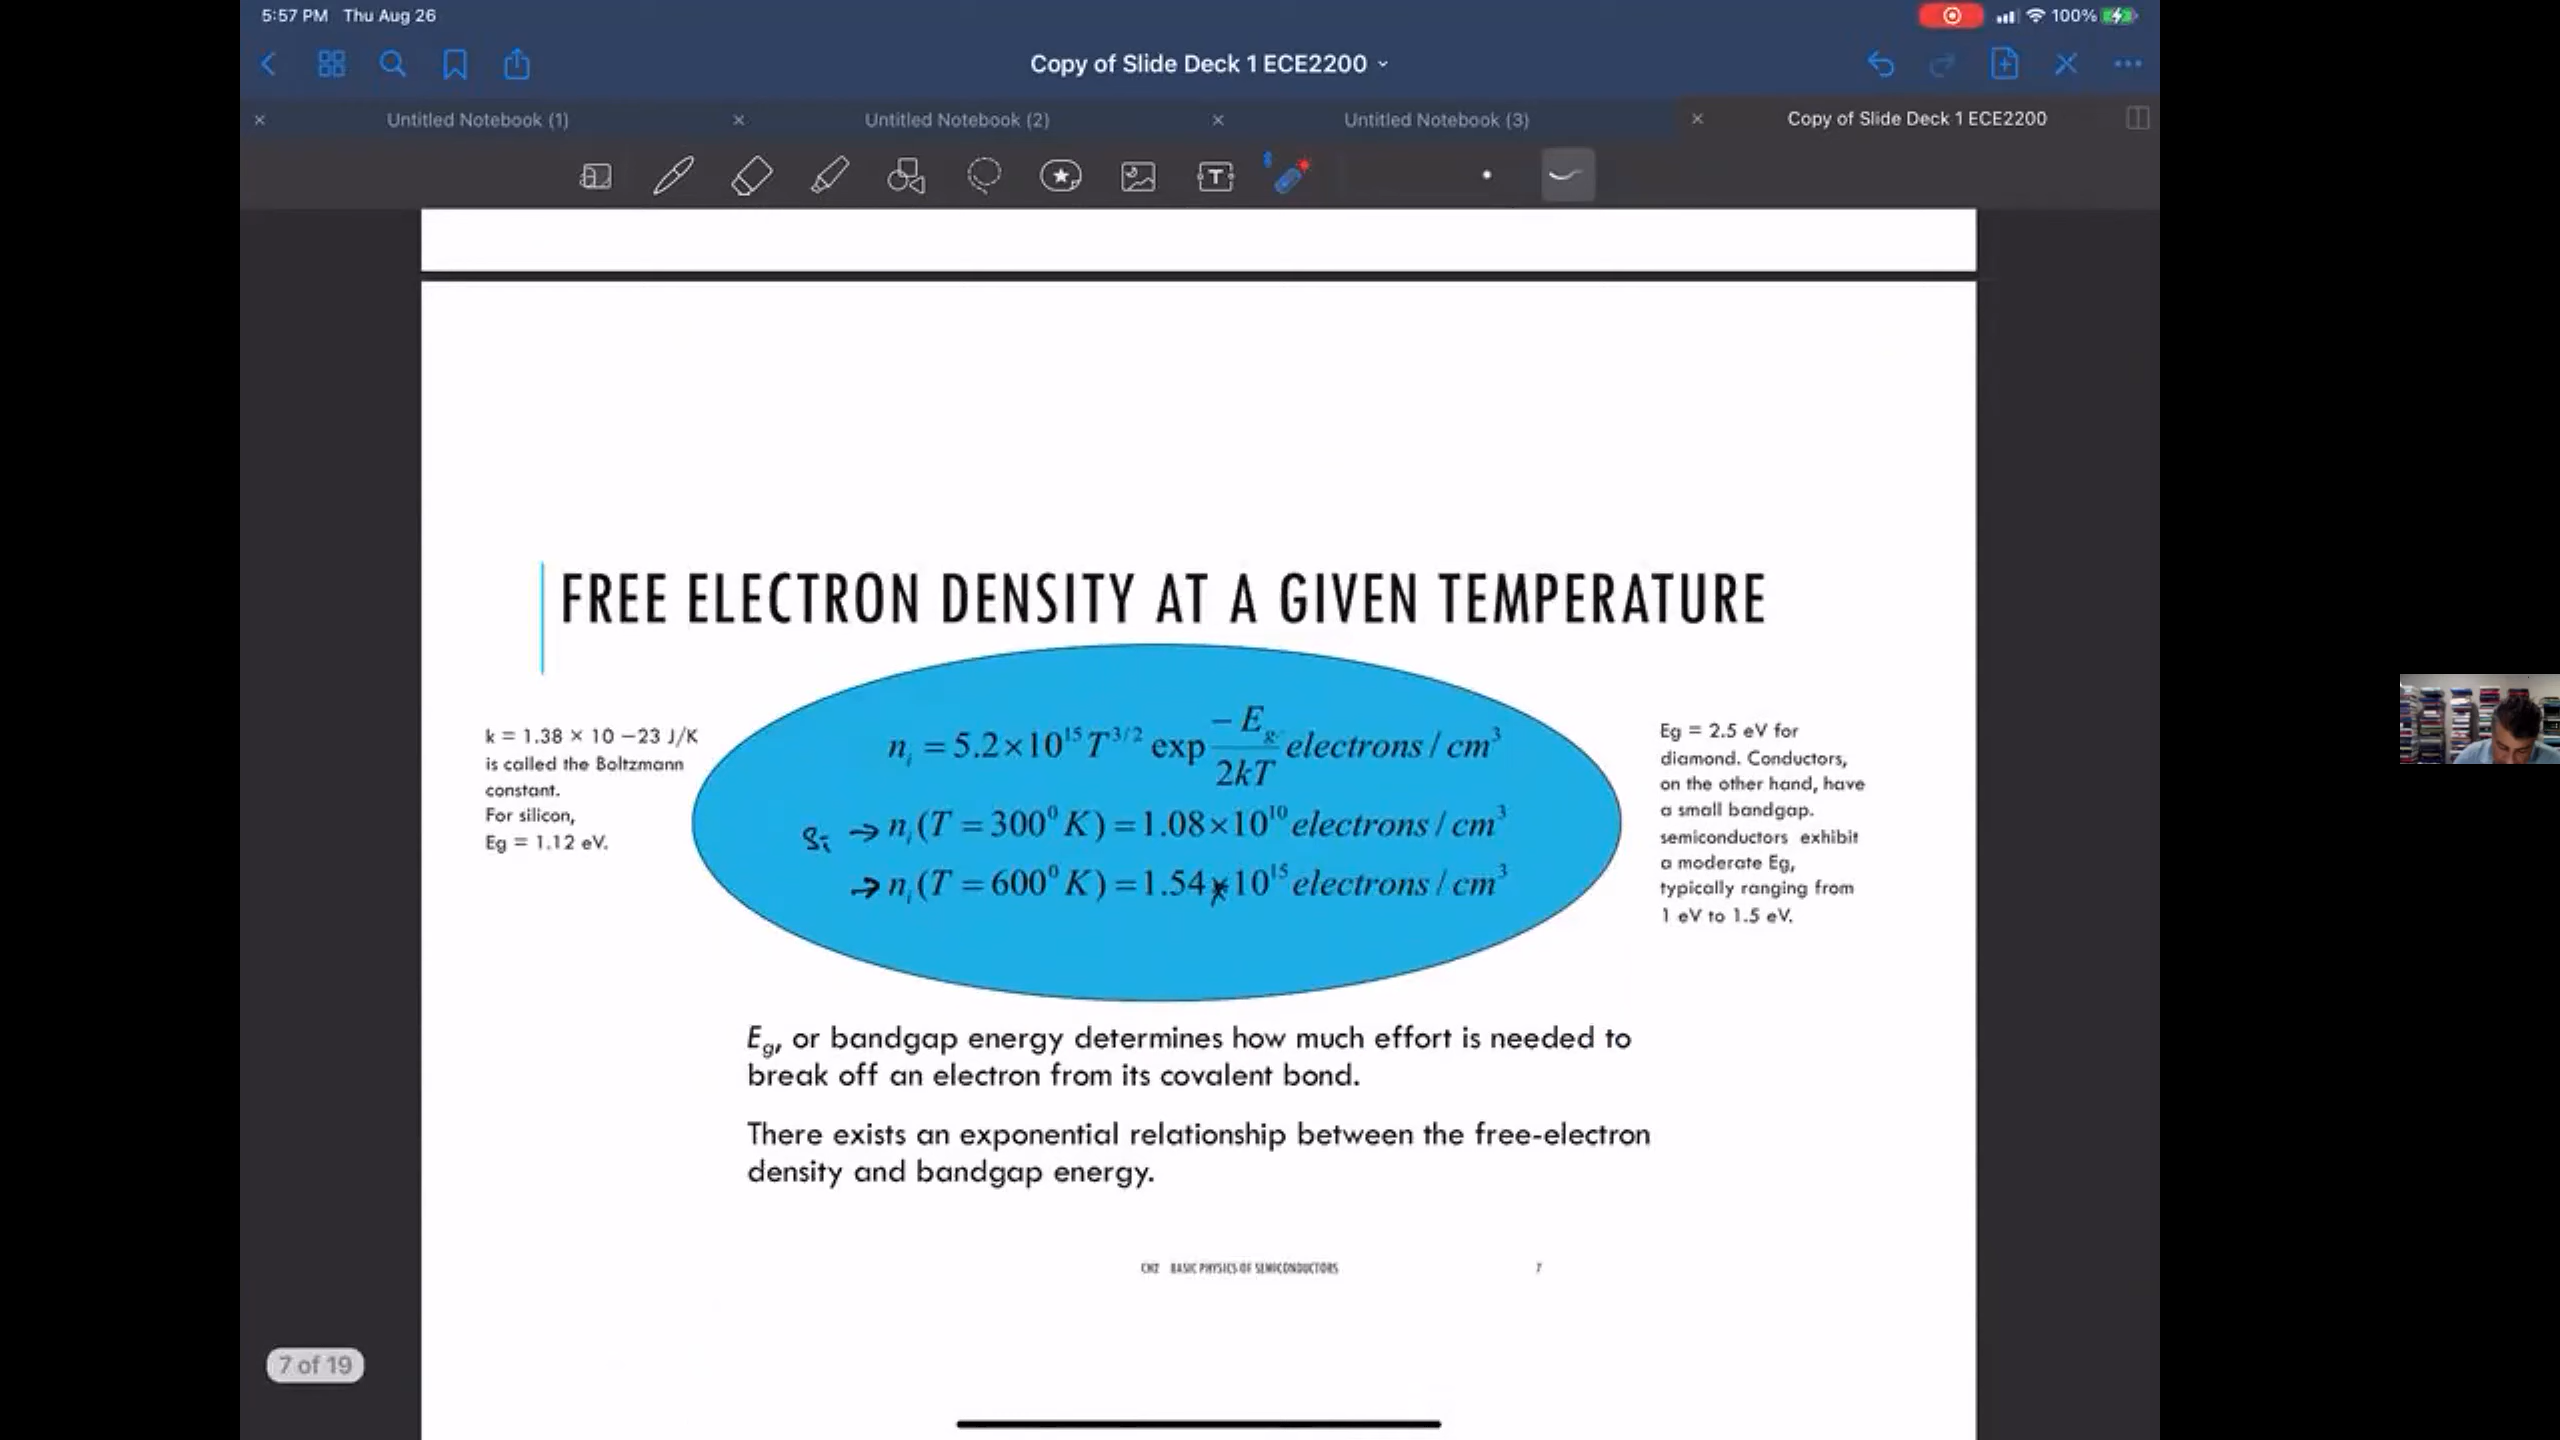 5:57 PM Thu Aug 26
100%
Copy of Slide Deck 1 ECE2200
Untitled Notebook (1)
Untitled Notebook (2)
Untitled Notebook (3)
Copy of Slide Deck 1 ECE2200
FREE ELECTRON DENSITY AT A GIVEN TEMPERATURE
k = 1.38 × 10 −23 J/K
is called the Boltzmann
constant.
For silicon,
Eg = 1.12 eV.
n_i = 5.2×10^15 T^3/2 exp −E_g / 2kT electrons / cm^3
Si → n_i (T = 300^0 K) = 1.08×10^10 electrons / cm^3
→ n_i (T = 600^0 K) = 1.54×10^15 electrons / cm^3
Eg = 2.5 eV for
diamond. Conductors,
on the other hand, have
a small bandgap.
semiconductors exhibit
a moderate Eg,
typically ranging from
1 eV to 1.5 eV.
Eg, or bandgap energy determines how much effort is needed to
break off an electron from its covalent bond.
There exists an exponential relationship between the free-electron
density and bandgap energy.
CH2 BASIC PHYSICS OF SEMICONDUCTORS 7
7 of 19